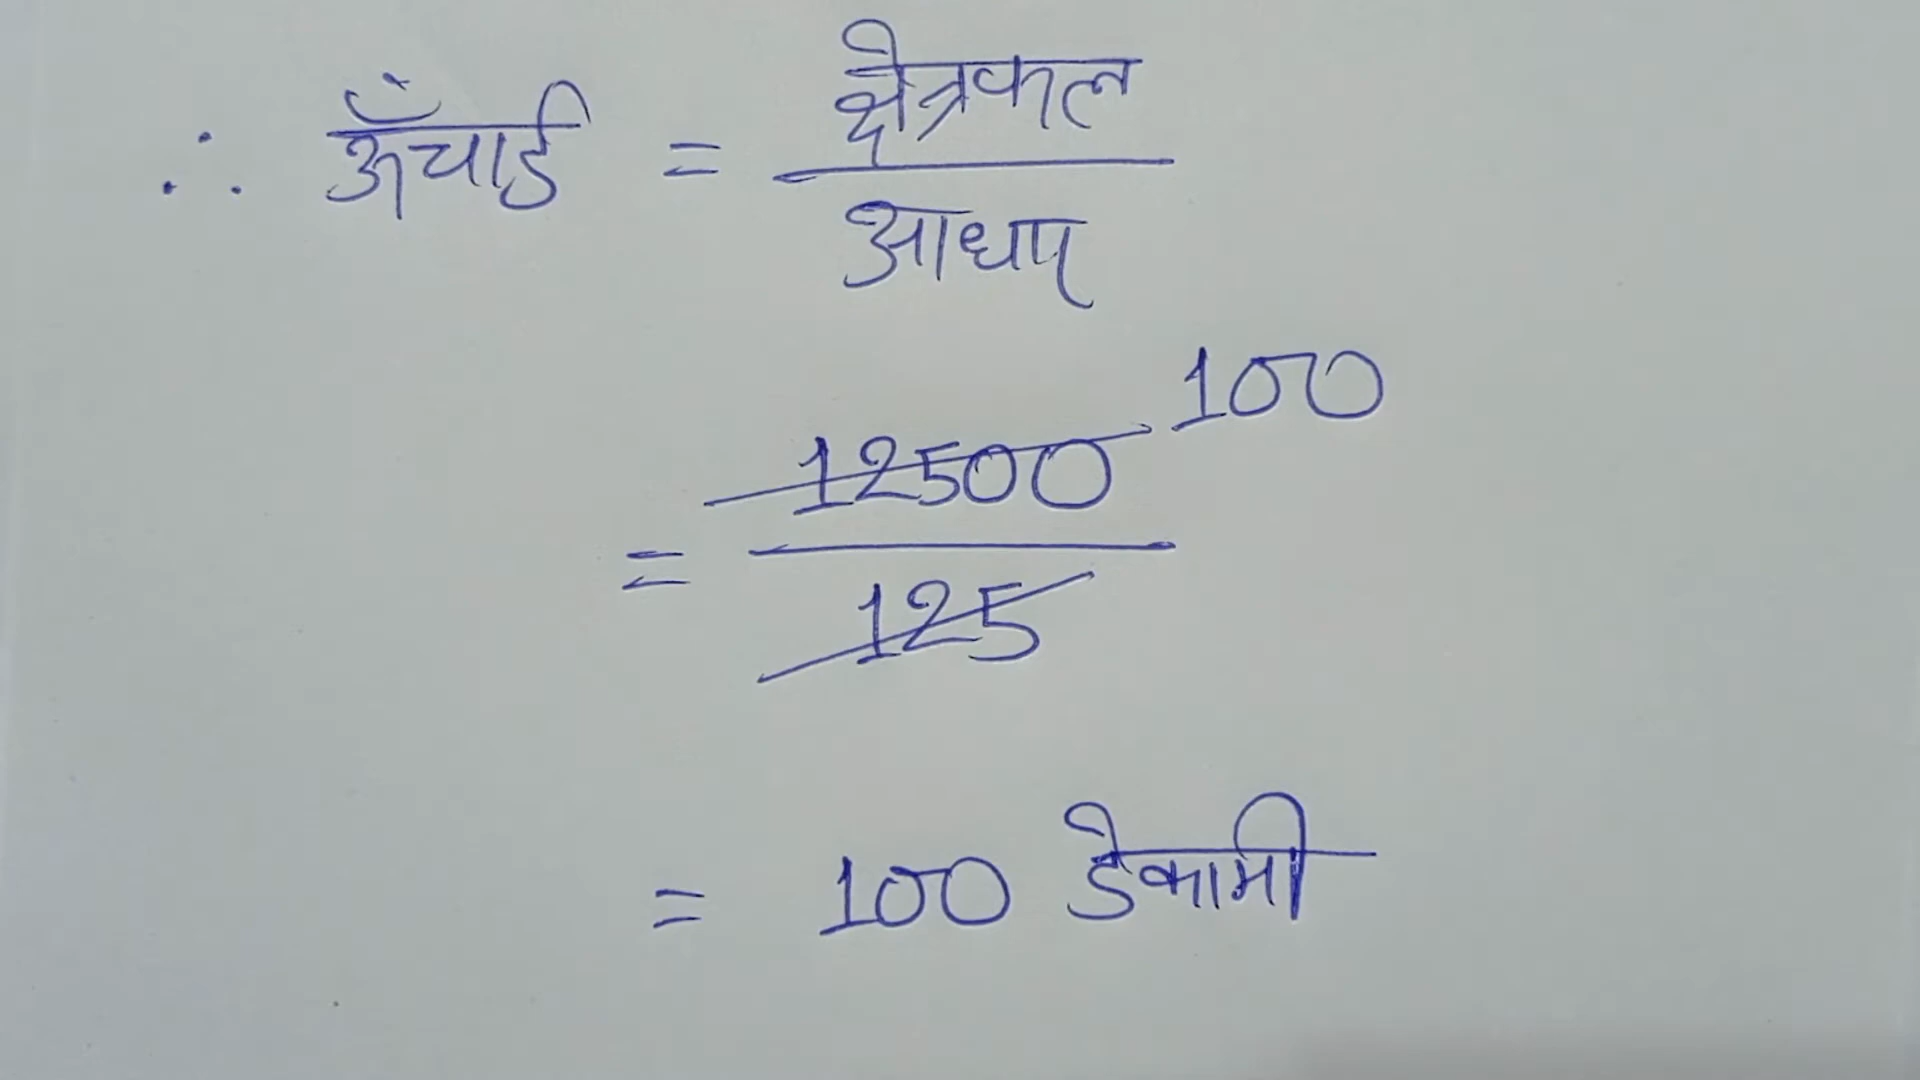 ∴ ऊँचाई = क्षेत्रफल
आधार
100
= 12500
125
= 100 डेकामी